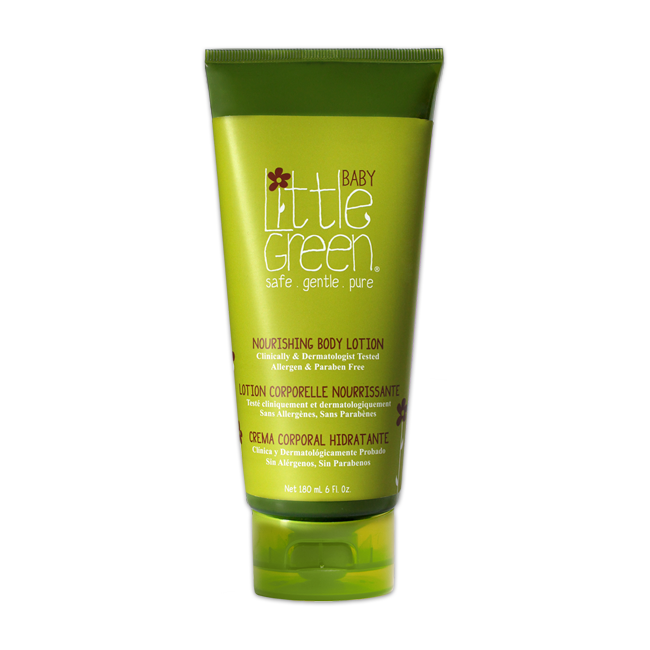 BABY
Little
Green®
safe . gentle . pure
NOURISHING BODY LOTION
Clinically & Dermatologist Tested
Allergen & Paraben Free
LOTION CORPORELLE NOURRISSANTE
Testé cliniquement et dermatologiquement
Sans Allergènes, Sans Parabènes
CREMA CORPORAL HIDRATANTE
Clínica y Dermatológicamente Probado
Sin Alérgenos, Sin Parabenos
Net 180 mL 6 Fl. Oz.